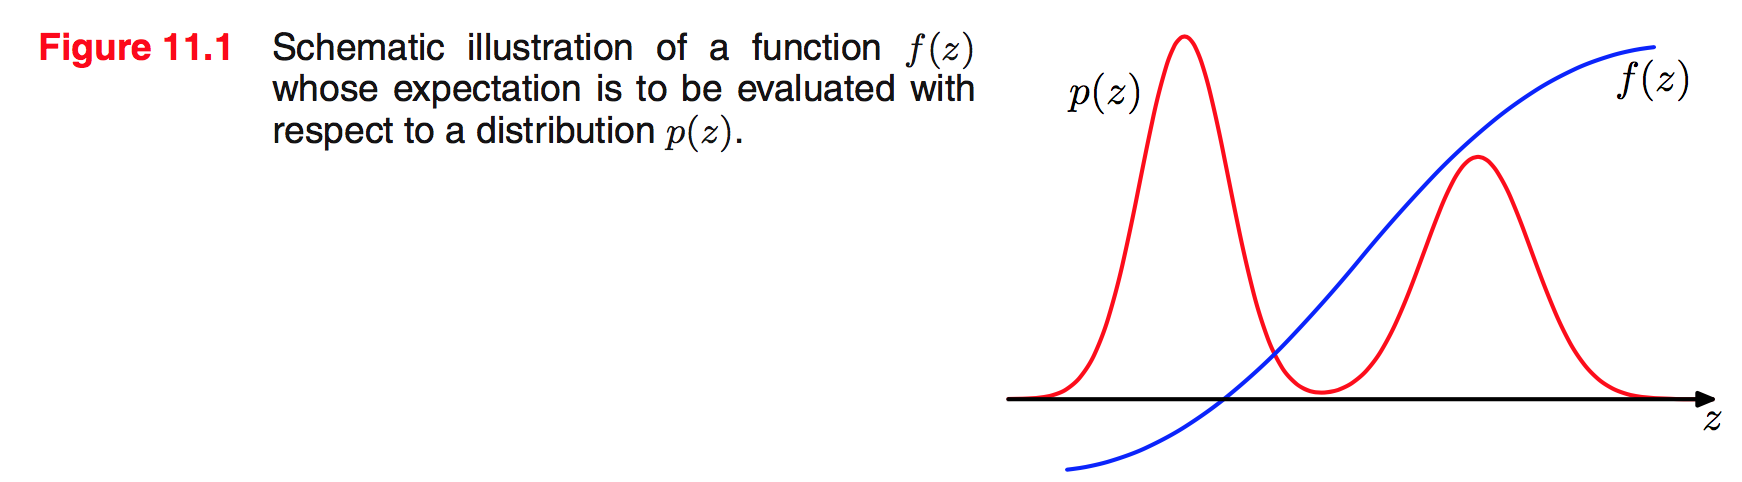 Figure 11.1 Schematic illustration of a function f(z)
whose expectation is to be evaluated with
respect to a distribution p(z).
p(z)
f(z)
z